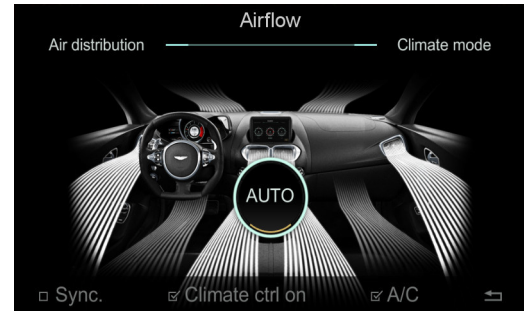 Airflow
Air distribution
Climate mode
AUTO
Sync.
Climate ctrl on
A/C